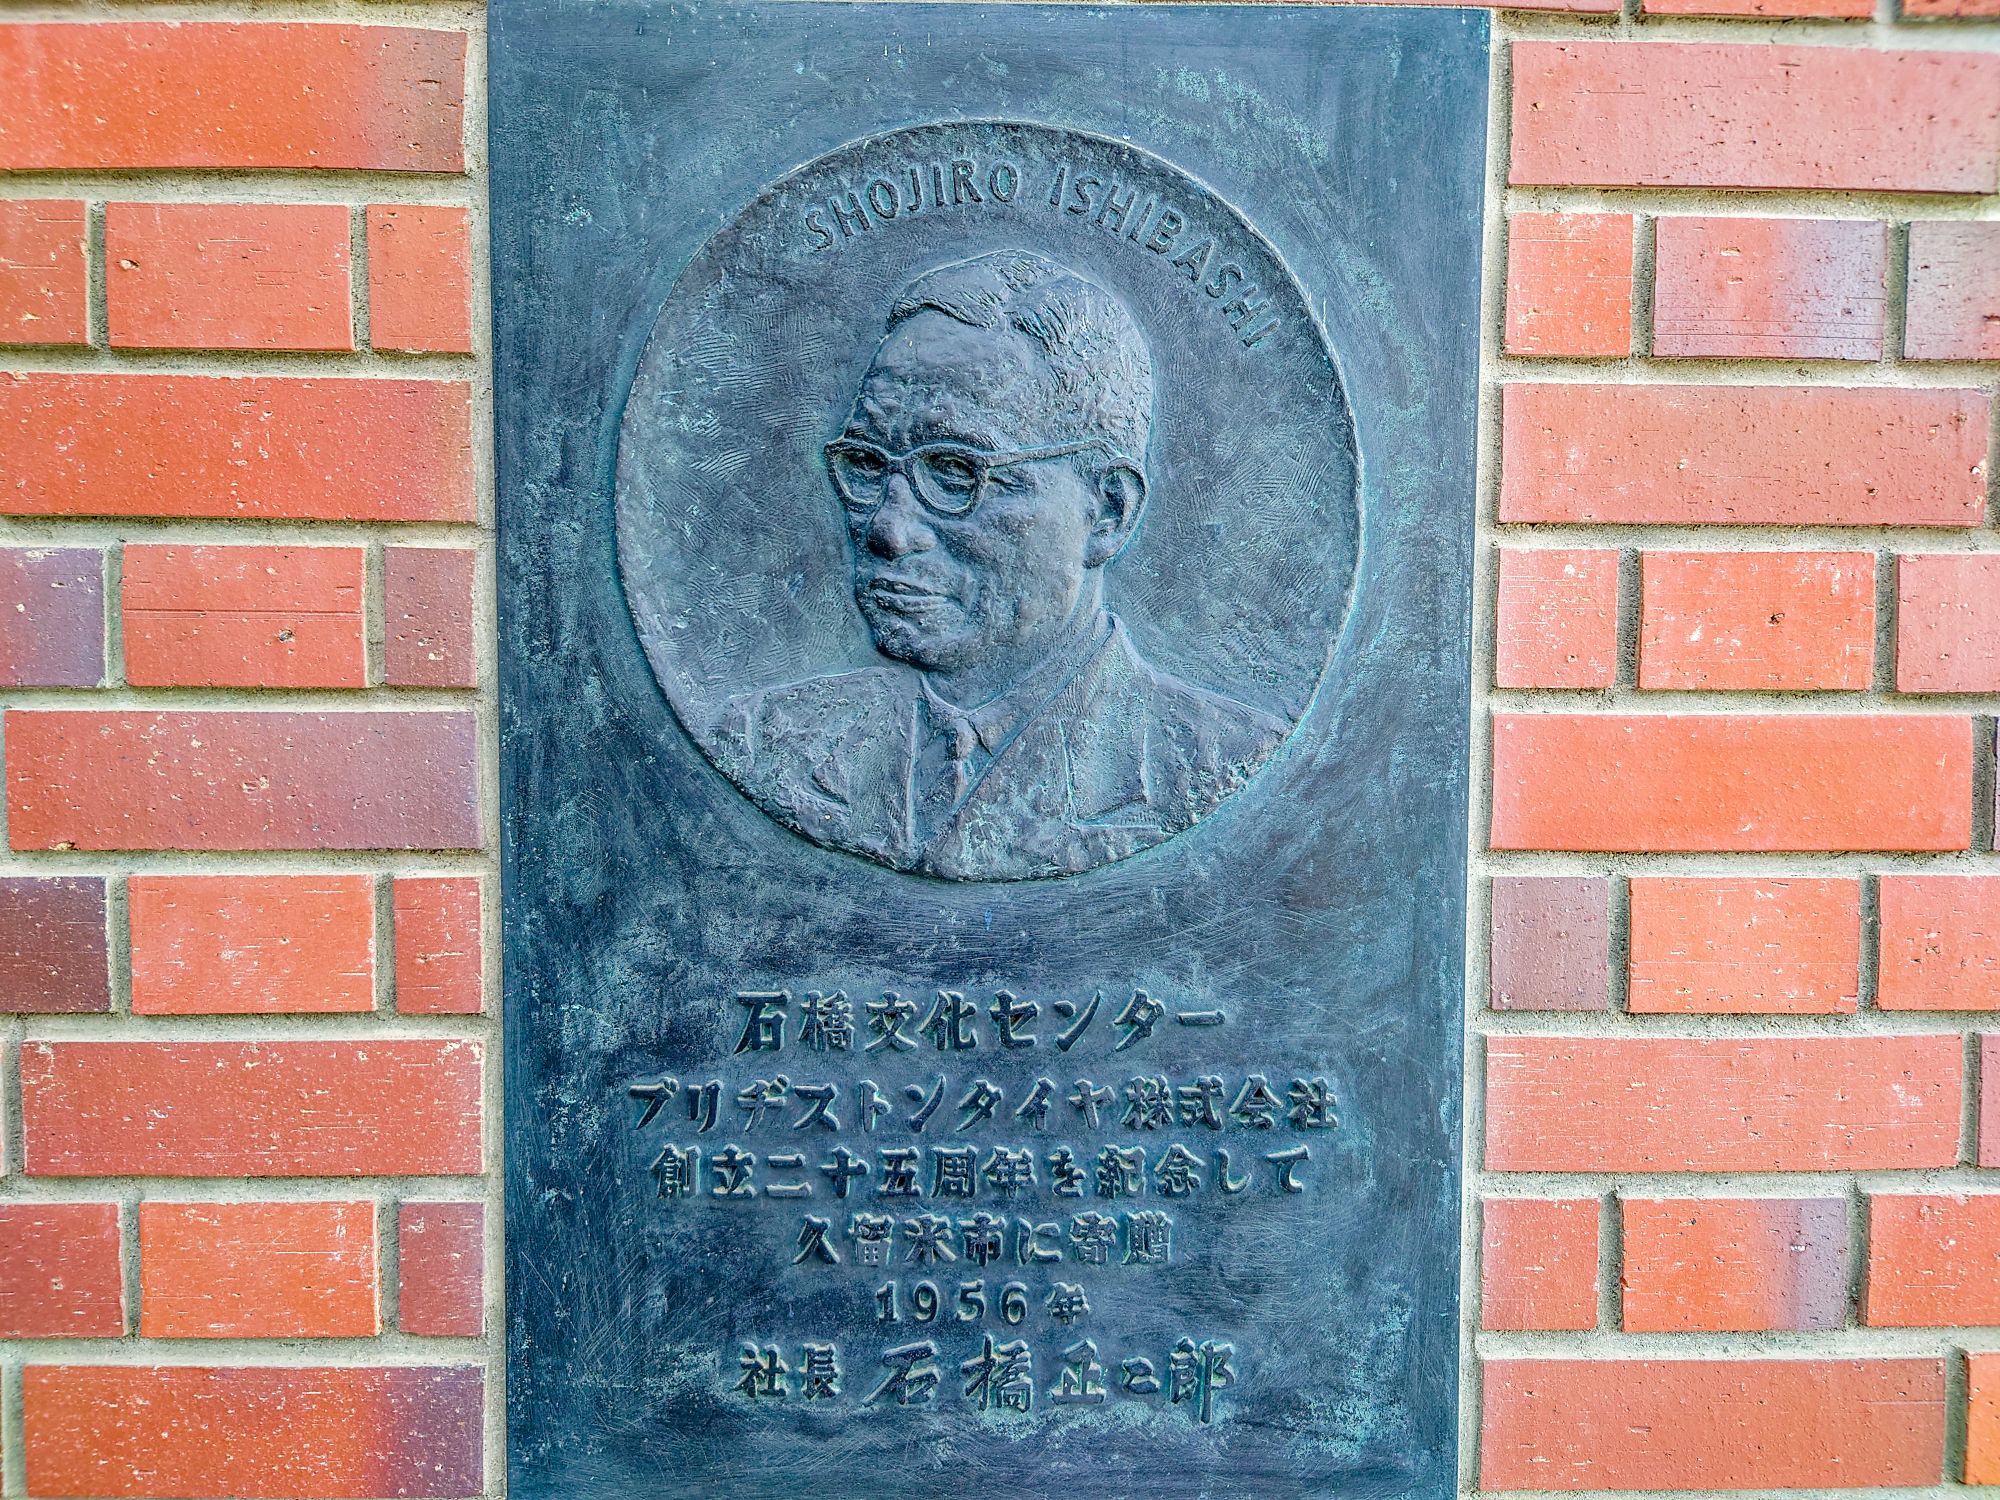 SHOJIRO ISHIBASHI
石橋文化センター
ブリヂストンタイヤ株式会社
創立二十五周年を紀念して
久留米市に寄贈
1956年
社長 石橋正二郎